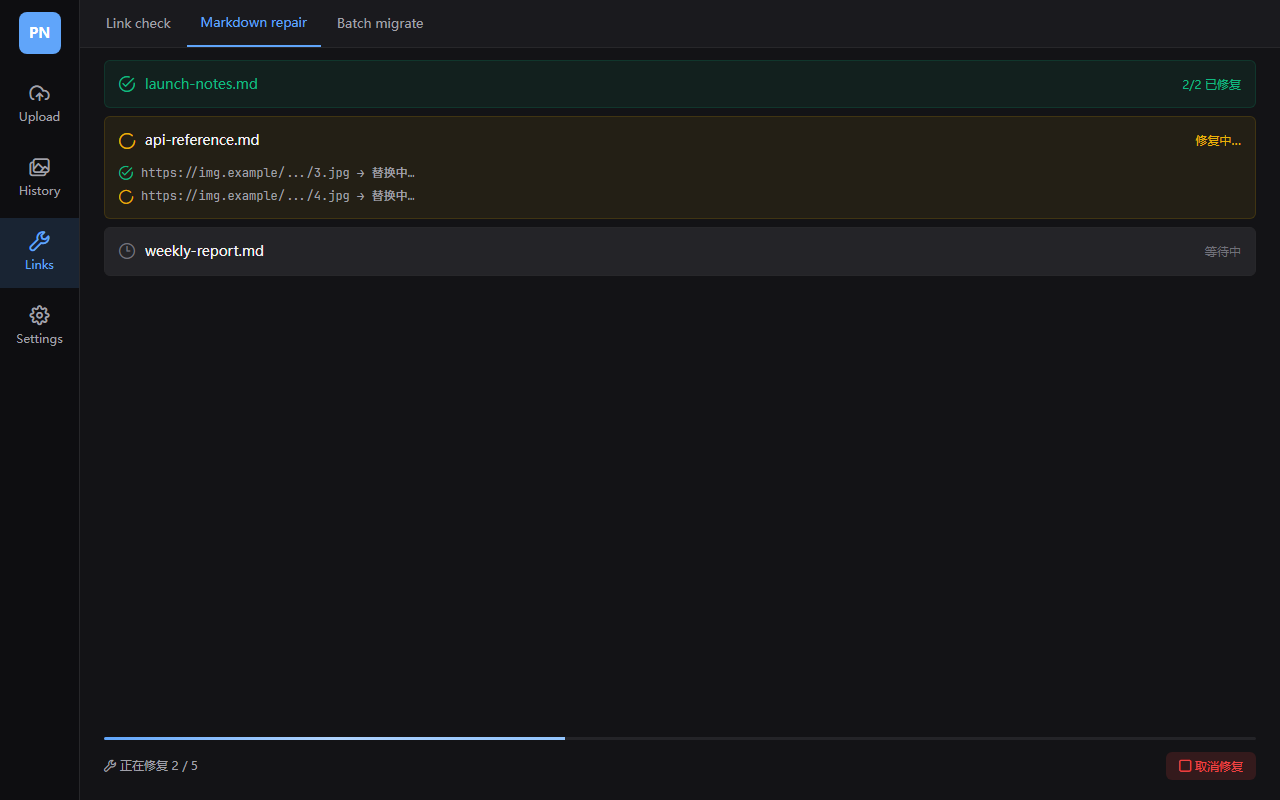 PN
Upload
History
Links
Settings
Link check
Markdown repair
Batch migrate
launch-notes.md
2/2 已修复
api-reference.md
修复中...
https://img.example/.../3.jpg → 替换中…
https://img.example/.../4.jpg → 替换中…
weekly-report.md
等待中
正在修复 2 / 5
取消修复